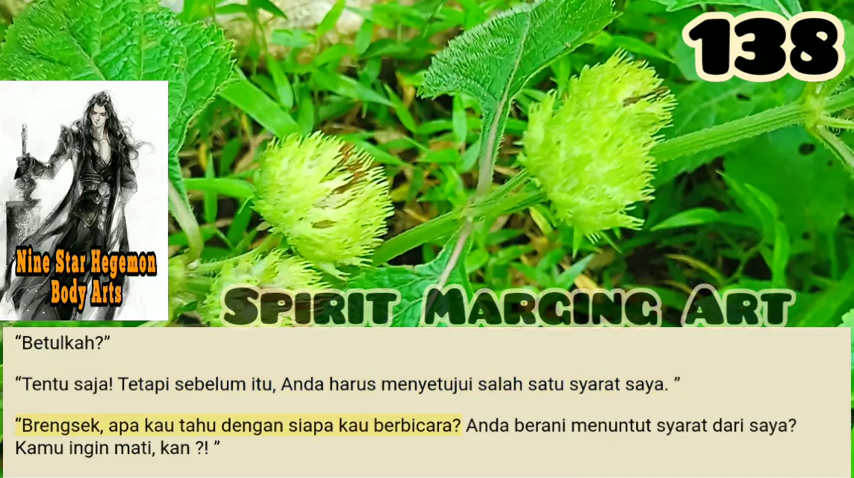 138
Nine Star Hegemon
Body Arts
Spirit Marging Art
“Betulkah?”
“Tentu saja! Tetapi sebelum itu, Anda harus menyetujui salah satu syarat saya. ”
“Brengsek, apa kau tahu dengan siapa kau berbicara? Anda berani menuntut syarat dari saya?
Kamu ingin mati, kan ?! ”